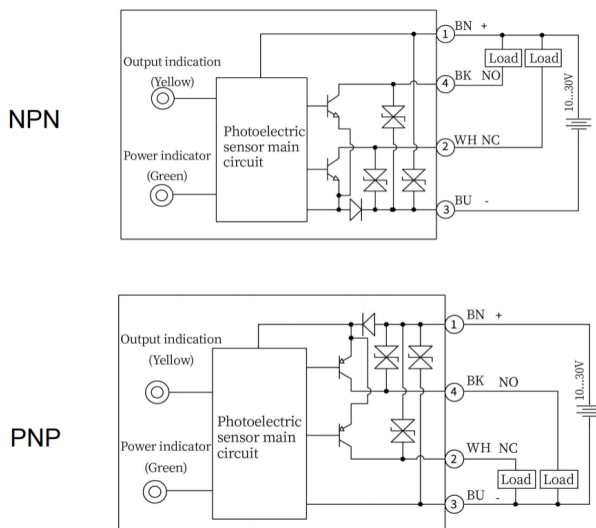 NPN
Output indication
(Yellow)
Power indicator
(Green)
Photoelectric
sensor main
circuit
1 BN +
Load Load
4 BK NO
10...30V
2 WH NC
3 BU -
PNP
Output indication
(Yellow)
Power indicator
(Green)
Photoelectric
sensor main
circuit
1 BN +
10...30V
4 BK NO
2 WH NC
Load Load
3 BU -